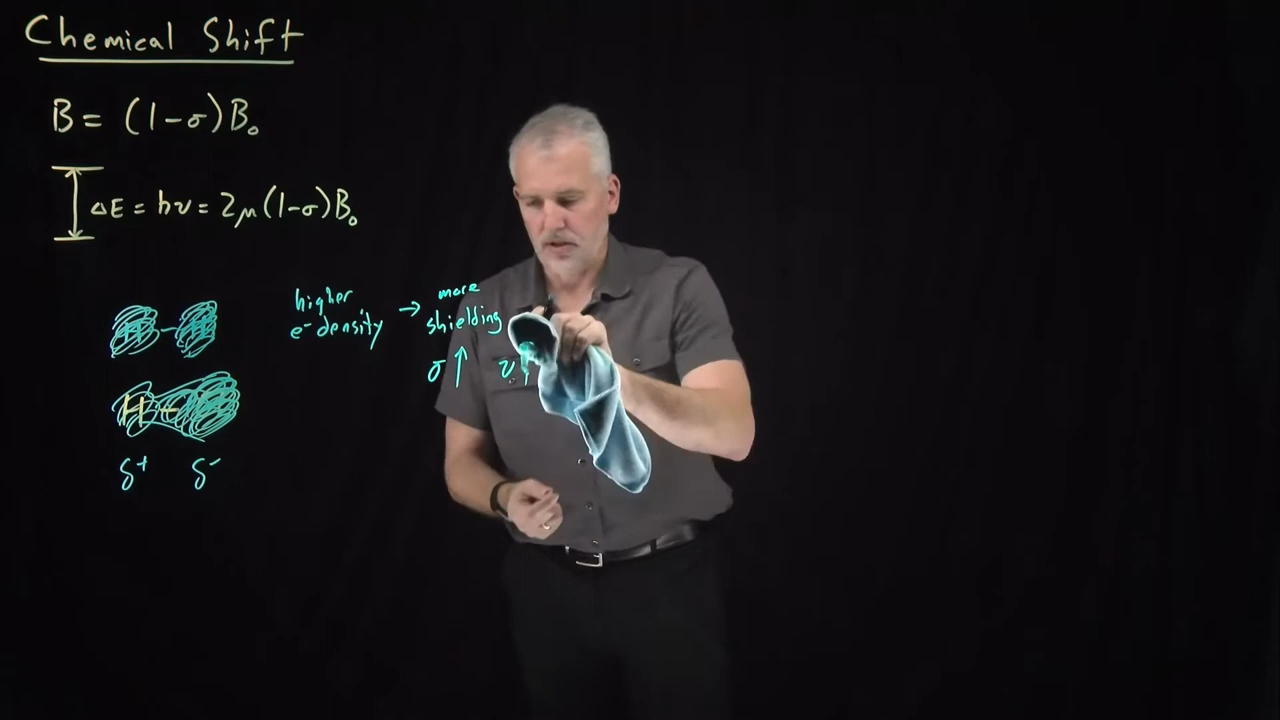 Chemical Shift
B = (1-σ)B₀
ΔE = hν = 2μ(1-σ)B₀
higher
e⁻ density
→ more
shielding
σ↑ ν↑
H-H
H-
δ⁺ δ⁻